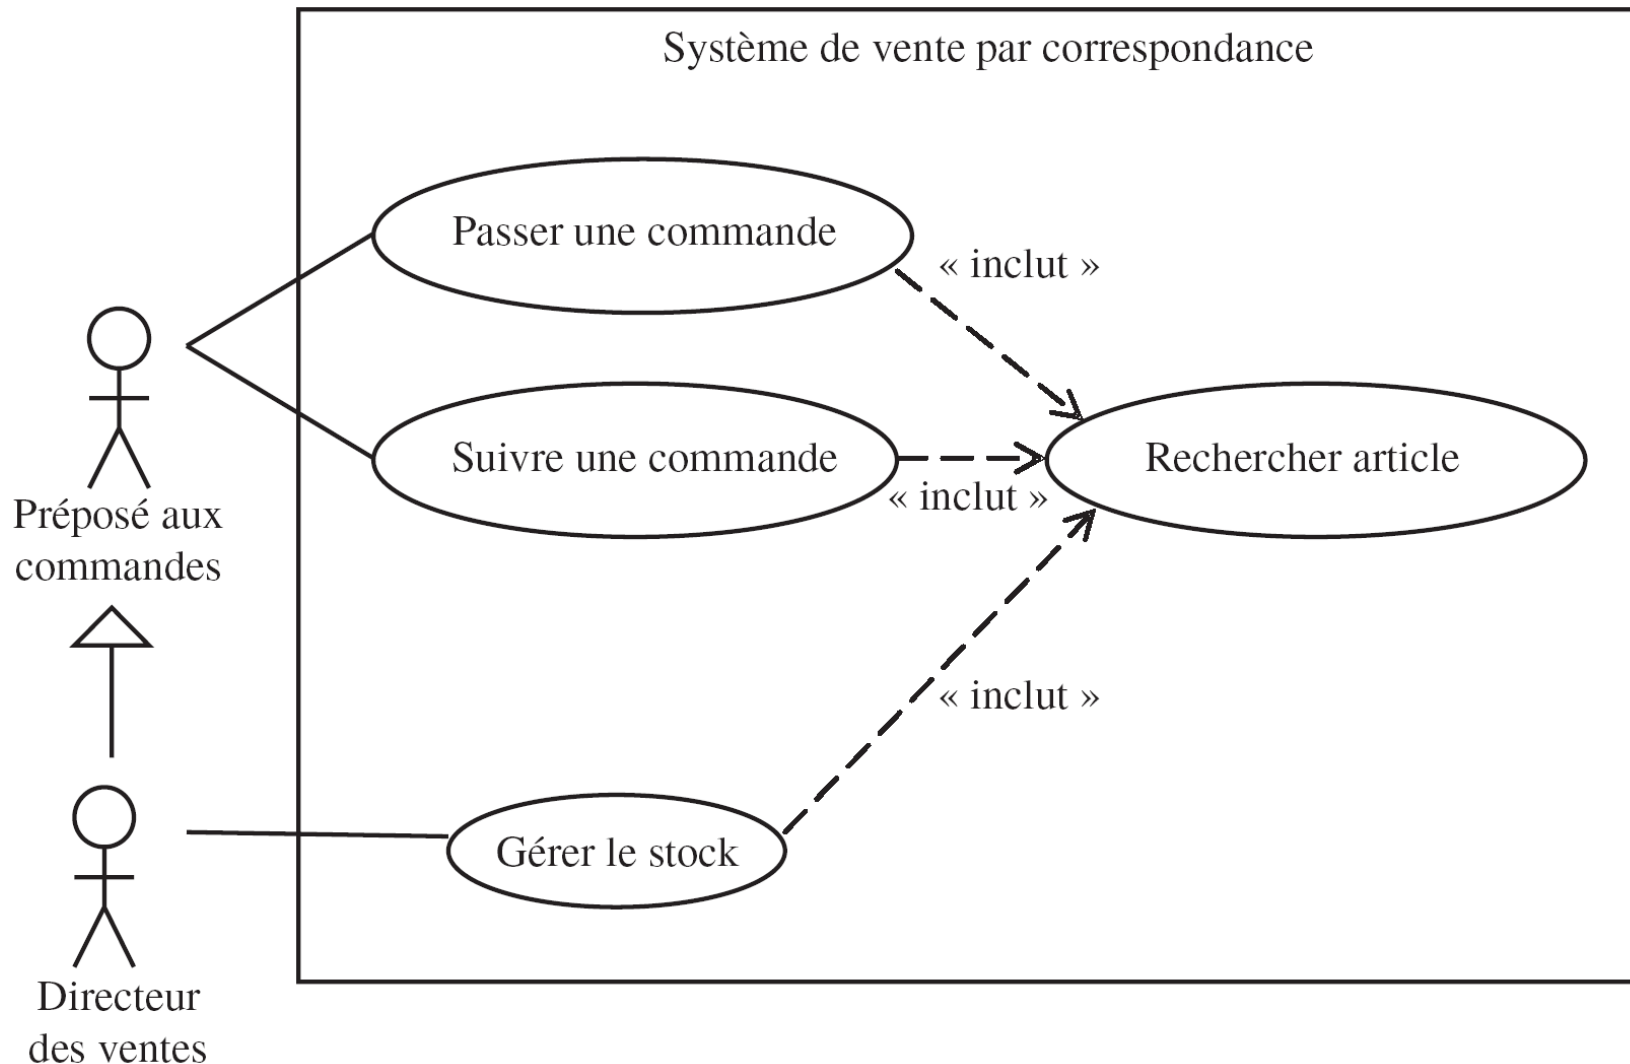 Système de vente par correspondance
Passer une commande
« inclut »
Suivre une commande
« inclut »
Rechercher article
Préposé aux
commandes
« inclut »
Gérer le stock
Directeur
des ventes